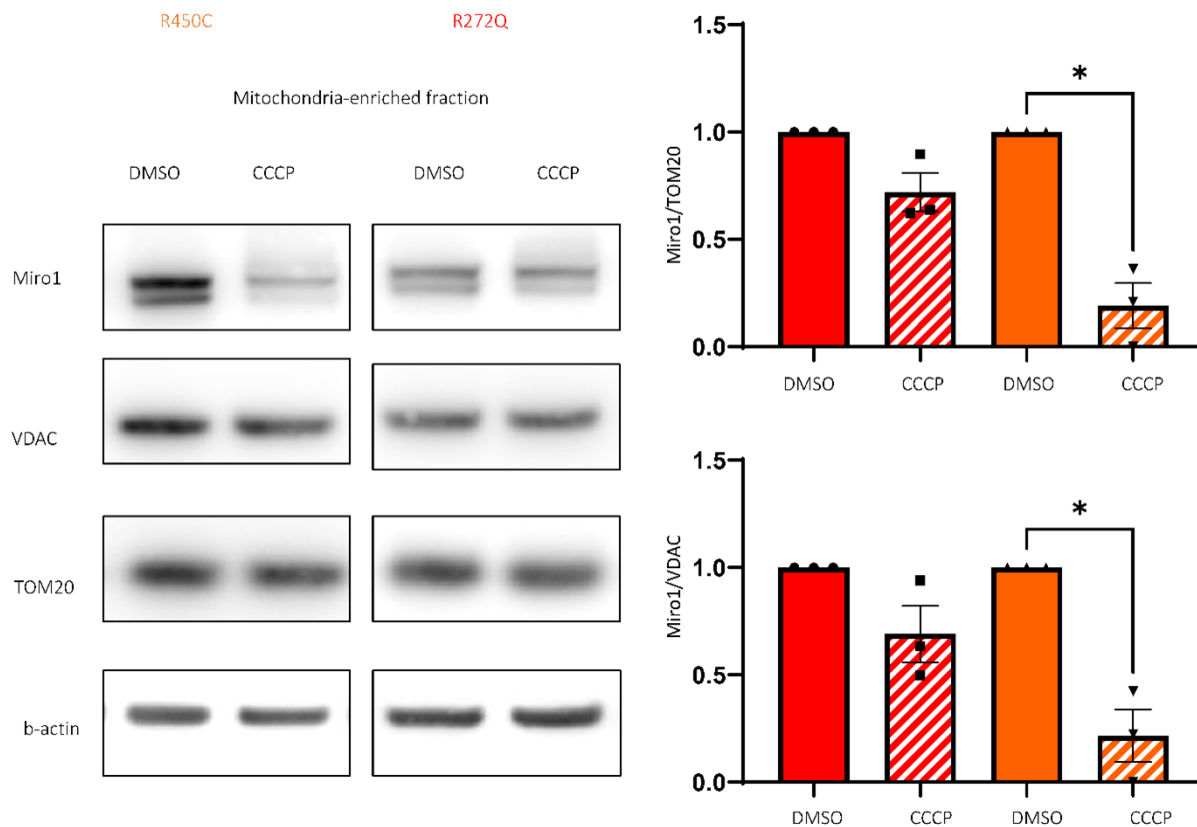 R450C R272Q
Mitochondria-enriched fraction
DMSO CCCP DMSO CCCP
Miro1
VDAC
TOM20
b-actin
Miro1/TOM20
1.5
1.0
0.5
0.0
*
DMSO CCCP DMSO CCCP
Miro1/VDAC
1.5
1.0
0.5
0.0
*
DMSO CCCP DMSO CCCP